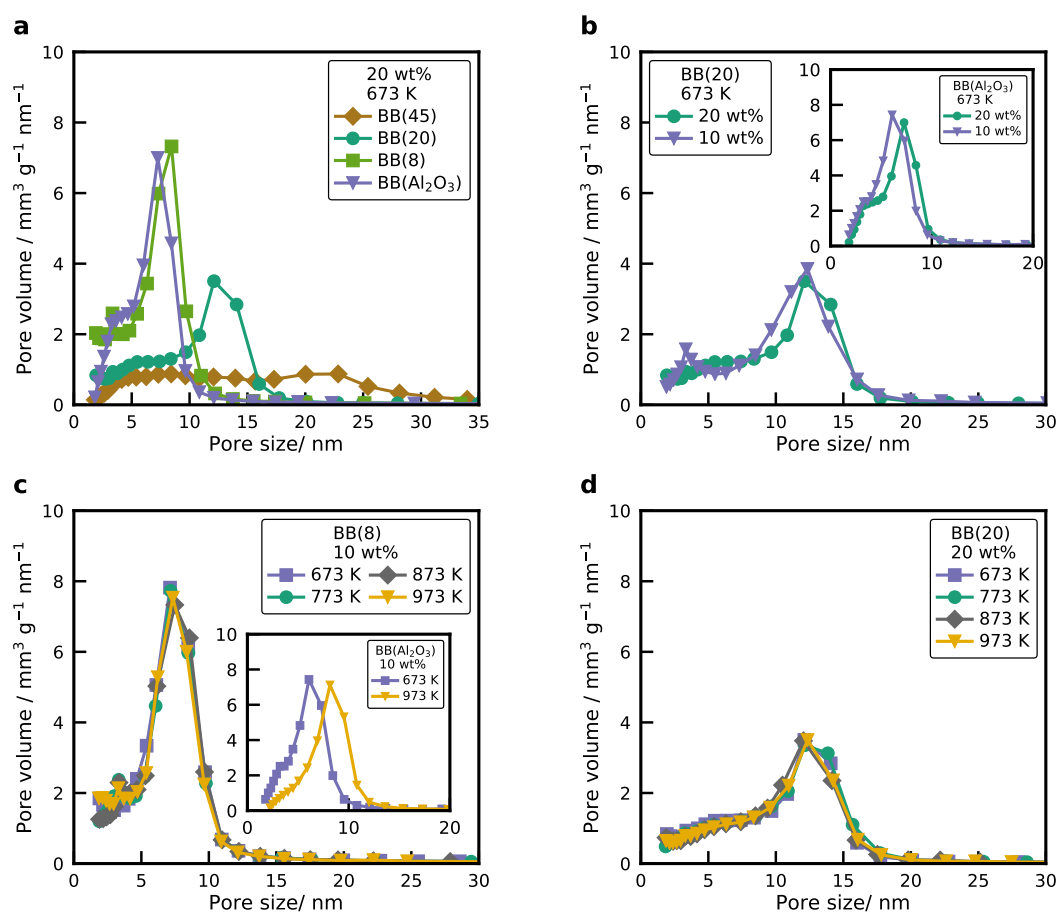 a
Pore volume / mm³ g⁻¹ nm⁻¹
10
8
6
4
2
0
20 wt%
673 K
BB(45)
BB(20)
BB(8)
BB(Al₂O₃)
0 5 10 15 20 25 30 35
Pore size/ nm
b
Pore volume / mm³ g⁻¹ nm⁻¹
10
8
6
4
2
0
BB(20)
673 K
20 wt%
10 wt%
10
8
6
4
2
0
BB(Al₂O₃)
673 K
20 wt%
10 wt%
0 10 20
0 5 10 15 20 25 30
Pore size/ nm
c
Pore volume / mm³ g⁻¹ nm⁻¹
10
8
6
4
2
0
BB(8)
10 wt%
673 K 873 K
773 K 973 K
10
8
6
4
2
0
BB(Al₂O₃)
10 wt%
673 K
973 K
0 10 20
0 5 10 15 20 25 30
Pore size/ nm
d
Pore volume / mm³ g⁻¹ nm⁻¹
10
8
6
4
2
0
BB(20)
20 wt%
673 K
773 K
873 K
973 K
0 5 10 15 20 25 30
Pore size/ nm